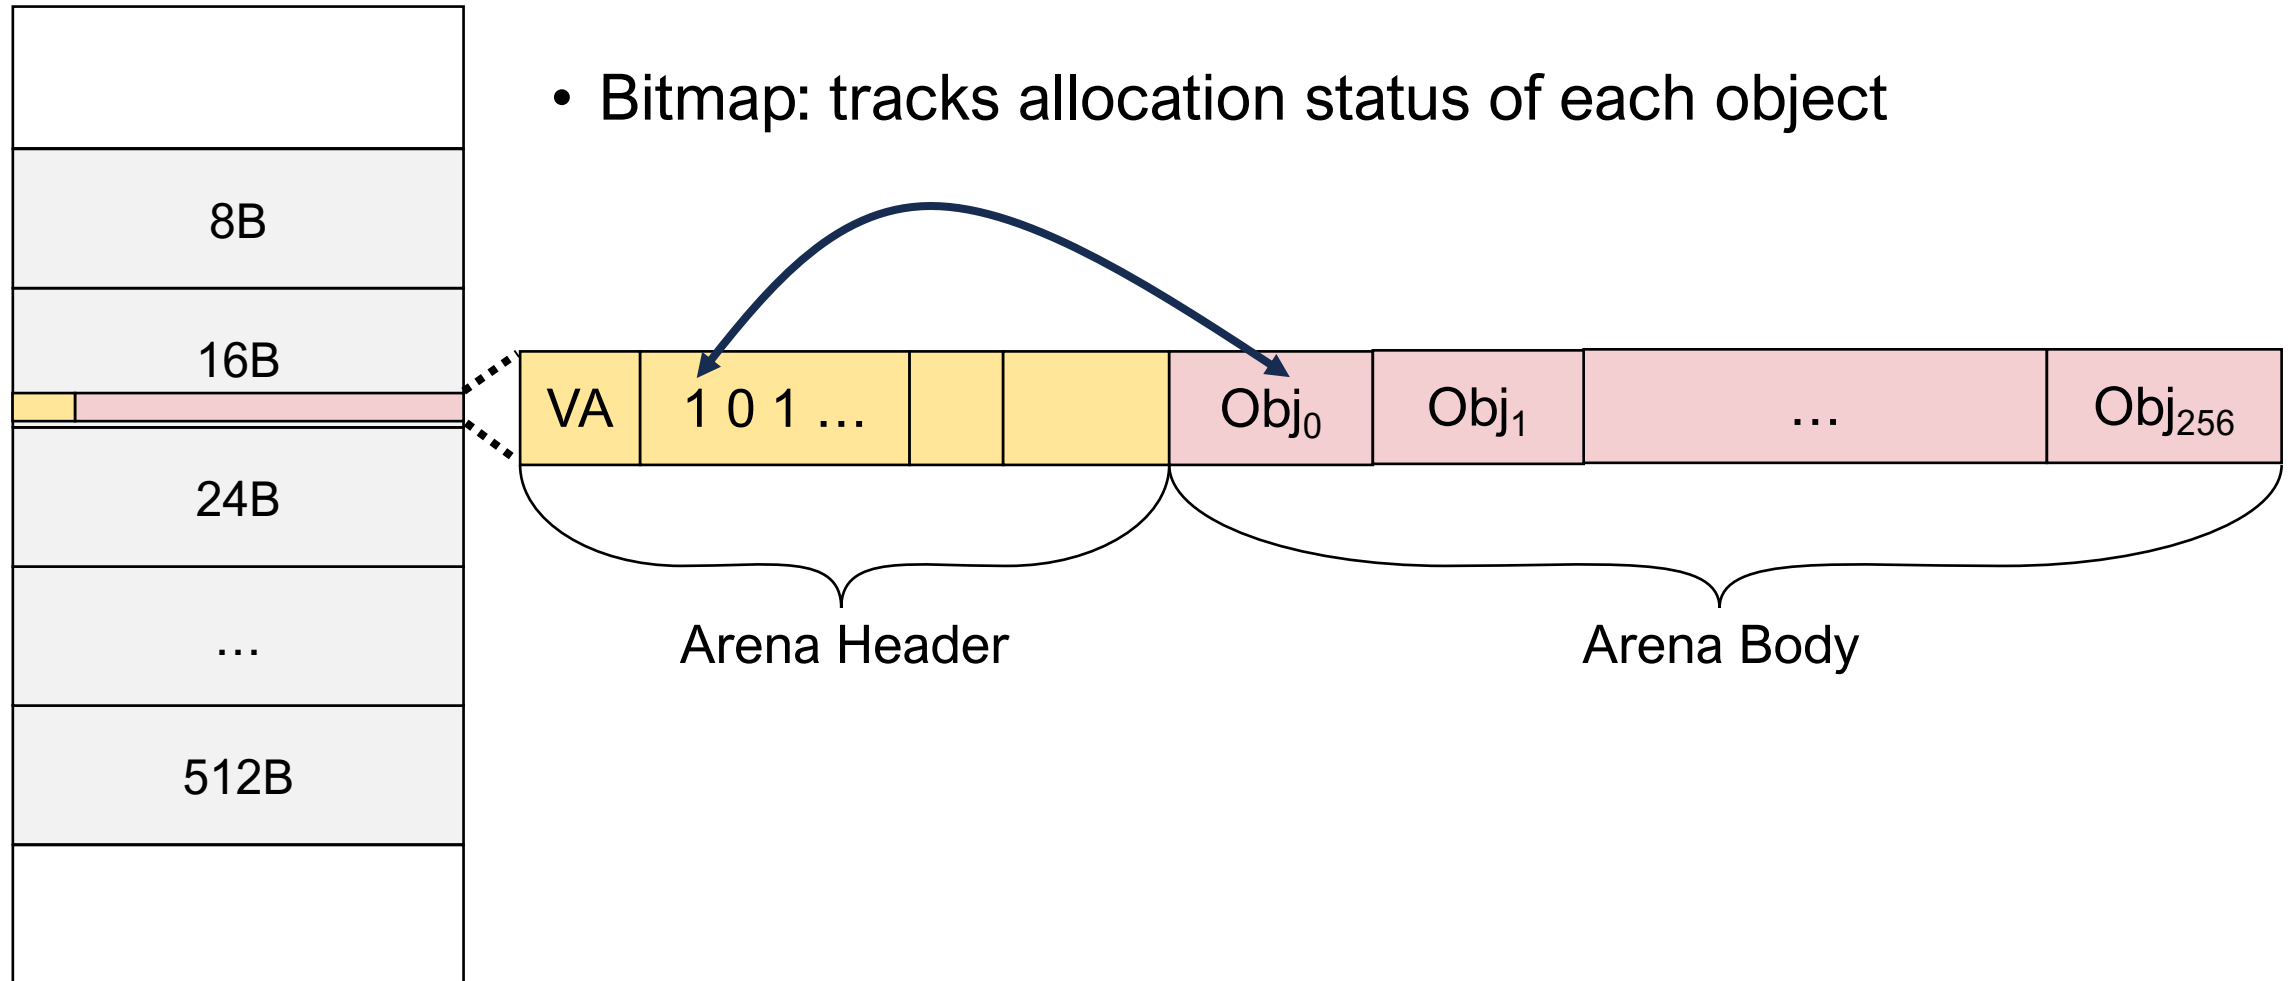 • Bitmap: tracks allocation status of each object
8B
16B
VA 1 0 1 ... Obj₀ Obj₁ ... Obj₂₅₆
24B
...
Arena Header Arena Body
512B